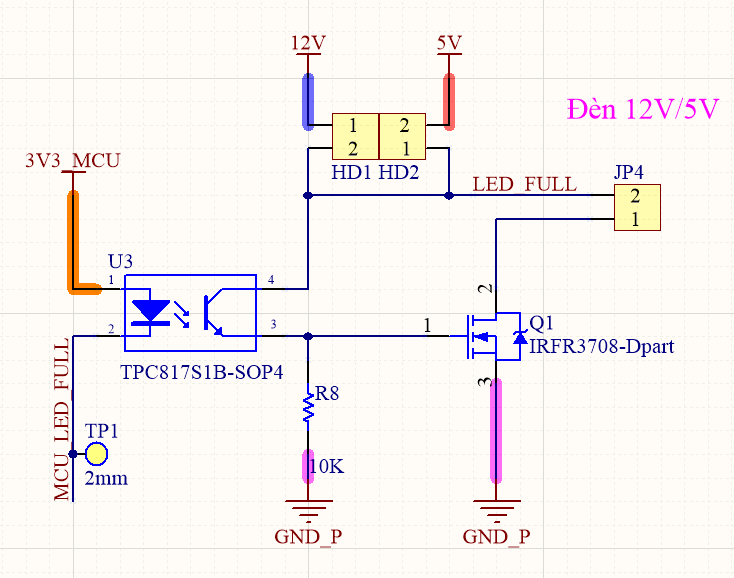 12V
5V
Đèn 12V/5V
1
2
2
1
3V3_MCU
HD1
HD2
LED_FULL
JP4
2
1
U3
1
4
2
3
2
1
Q1
IRFR3708-Dpart
TPC817S1B-SOP4
3
R8
MCU_LED_FULL
TP1
2mm
10K
GND_P
GND_P